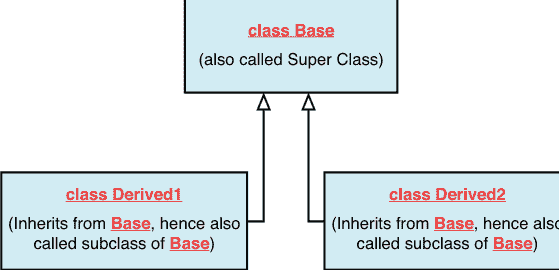 class Base
(also called Super Class)
class Derived1
(Inherits from Base, hence also
called subclass of Base)
class Derived2
(Inherits from Base, hence also
called subclass of Base)